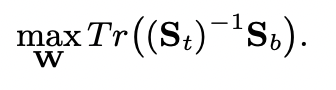 max Tr((S_t)^{-1}S_b).
W